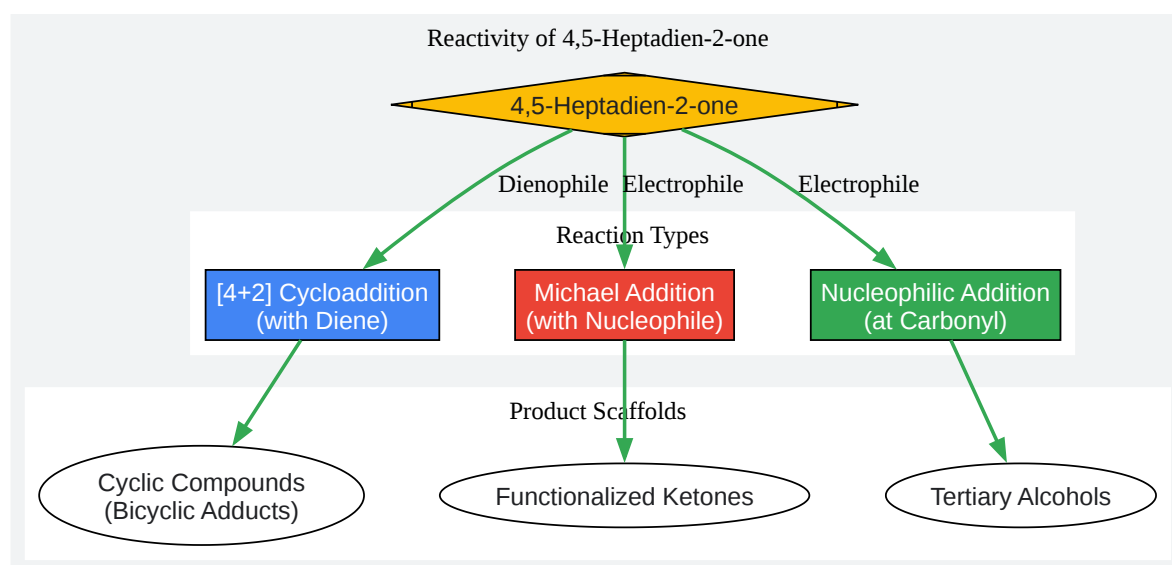 Reactivity of 4,5-Heptadien-2-one
4,5-Heptadien-2-one
Dienophile
Electrophile
Electrophile
Reaction Types
[4+2] Cycloaddition
(with Diene)
Michael Addition
(with Nucleophile)
Nucleophilic Addition
(at Carbonyl)
Product Scaffolds
Cyclic Compounds
(Bicyclic Adducts)
Functionalized Ketones
Tertiary Alcohols